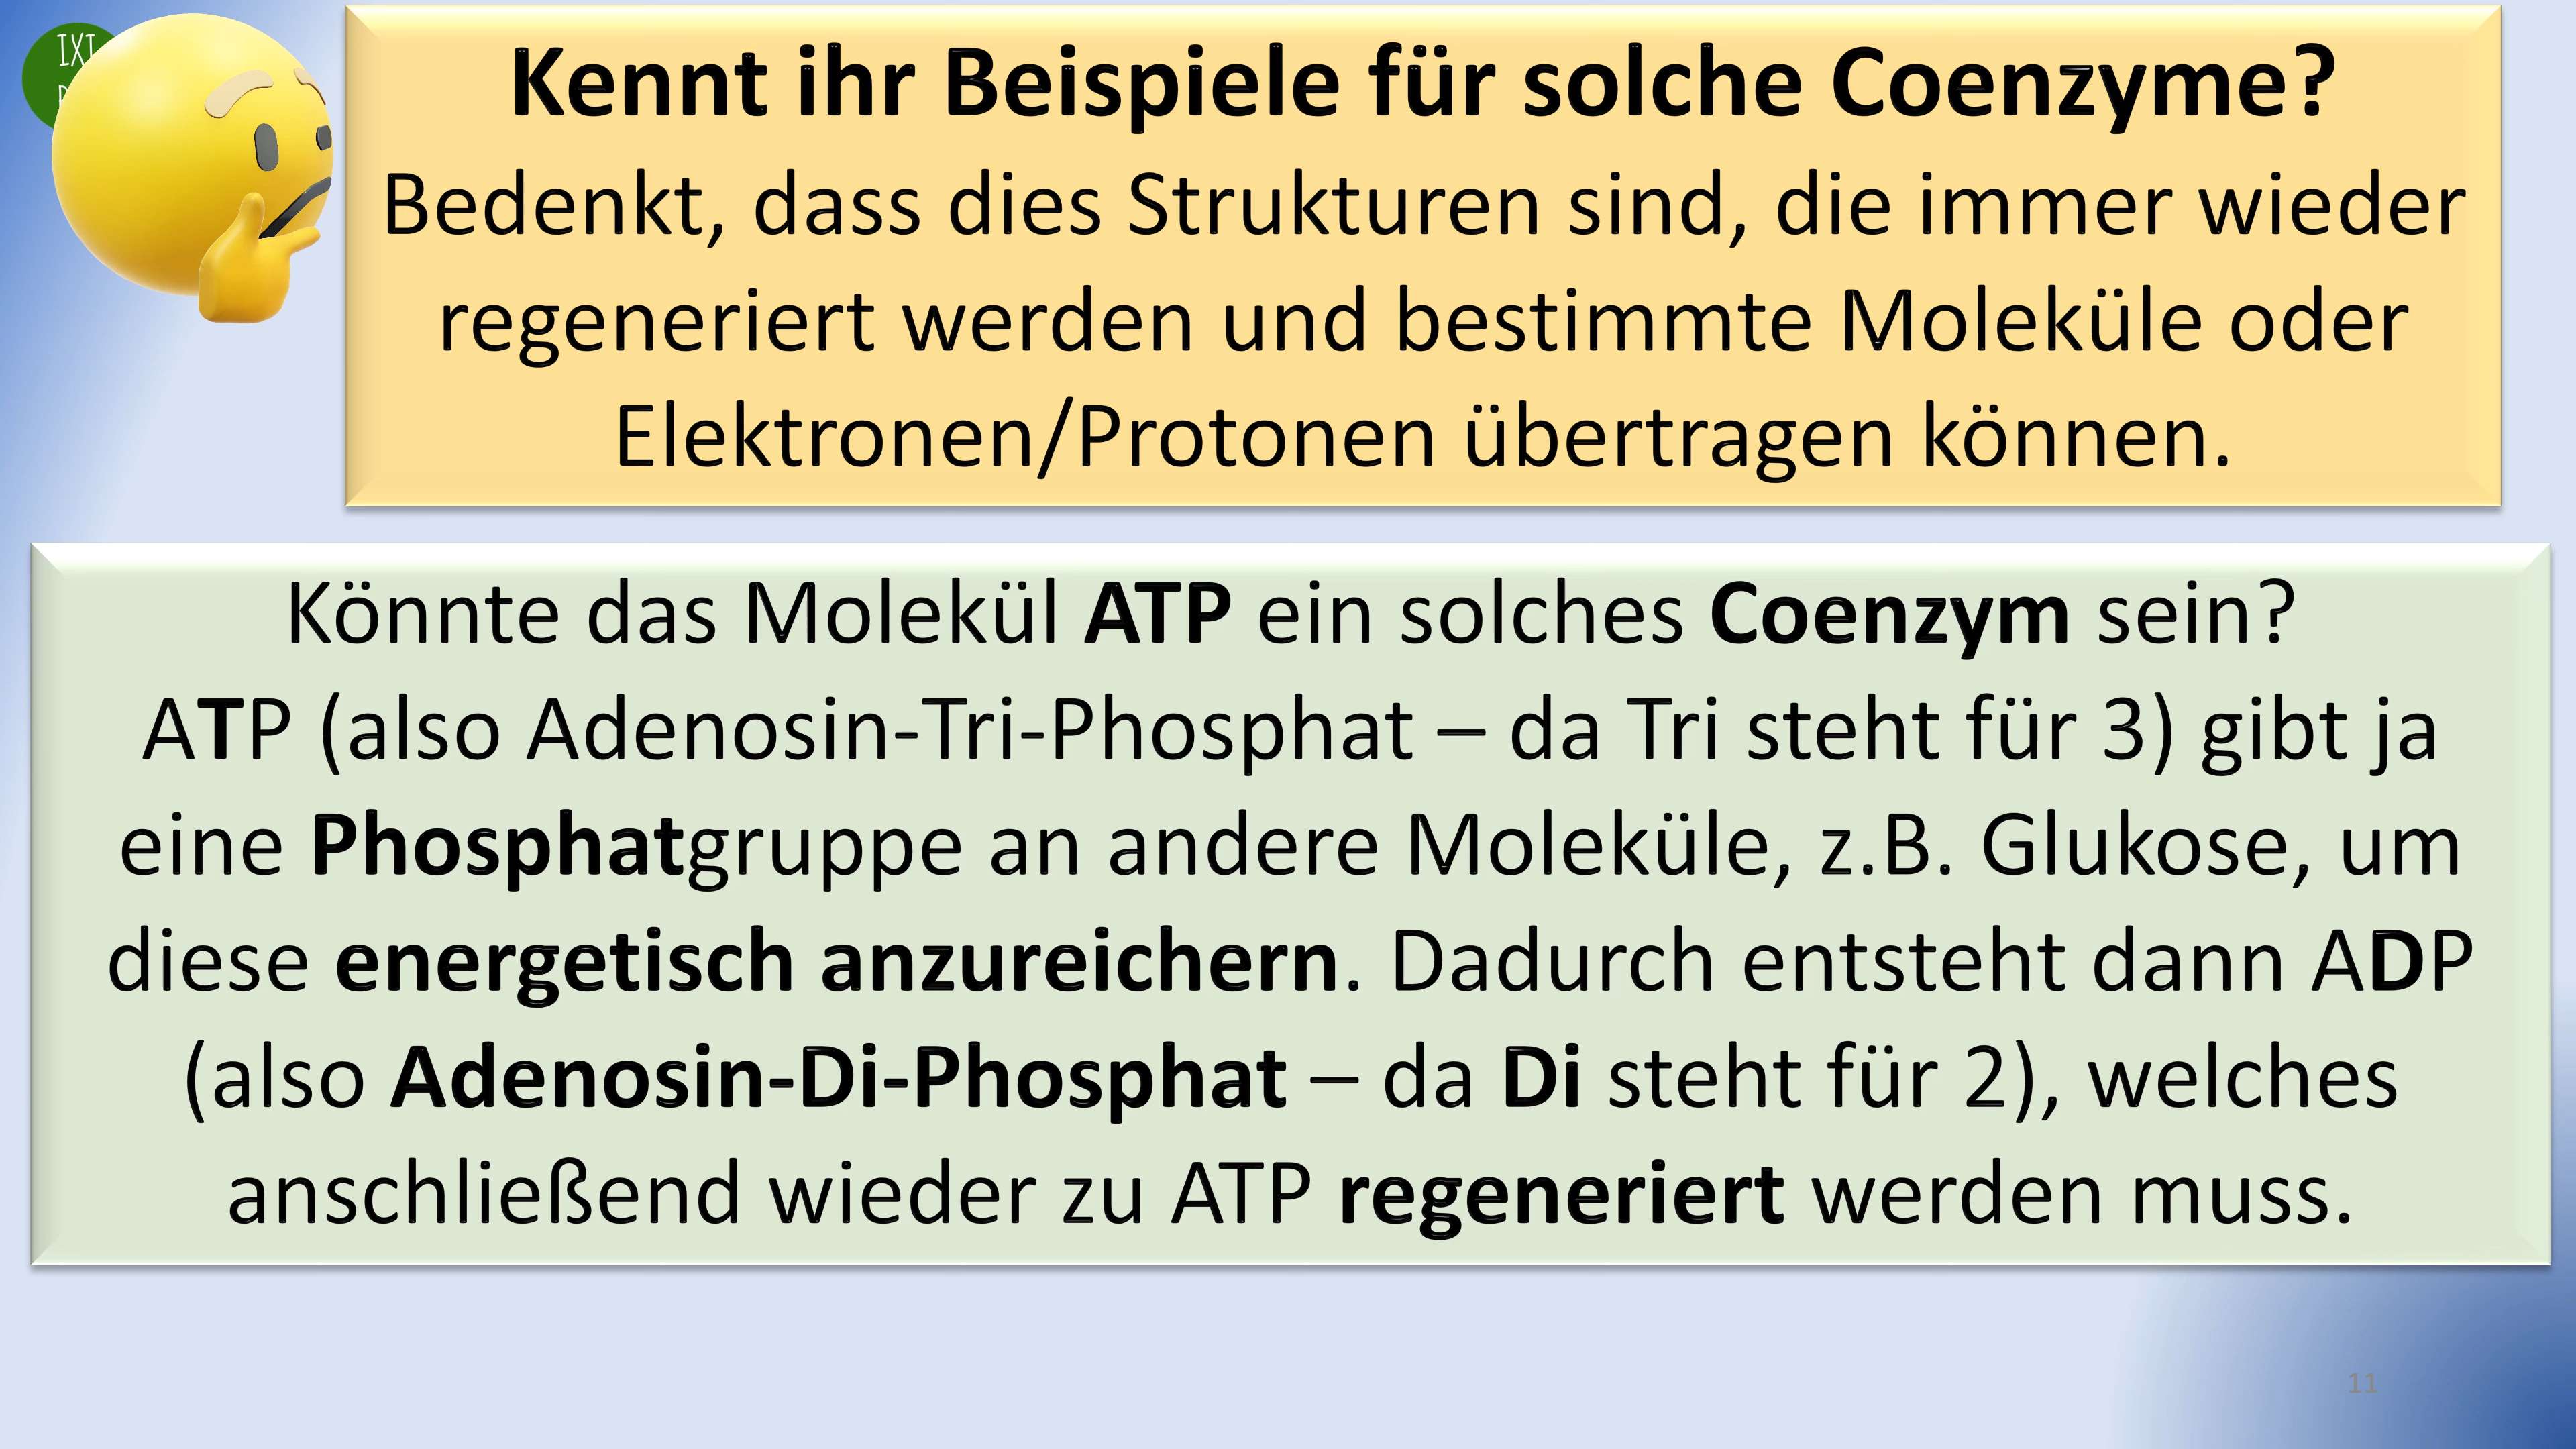 IXI
Kennt ihr Beispiele für solche Coenzyme?
Bedenkt, dass dies Strukturen sind, die immer wieder
regeneriert werden und bestimmte Moleküle oder
Elektronen/Protonen übertragen können.
Könnte das Molekül ATP ein solches Coenzym sein?
ATP (also Adenosin-Tri-Phosphat – da Tri steht für 3) gibt ja
eine Phosphatgruppe an andere Moleküle, z.B. Glukose, um
diese energetisch anzureichern. Dadurch entsteht dann ADP
(also Adenosin-Di-Phosphat – da Di steht für 2), welches
anschließend wieder zu ATP regeneriert werden muss.
11